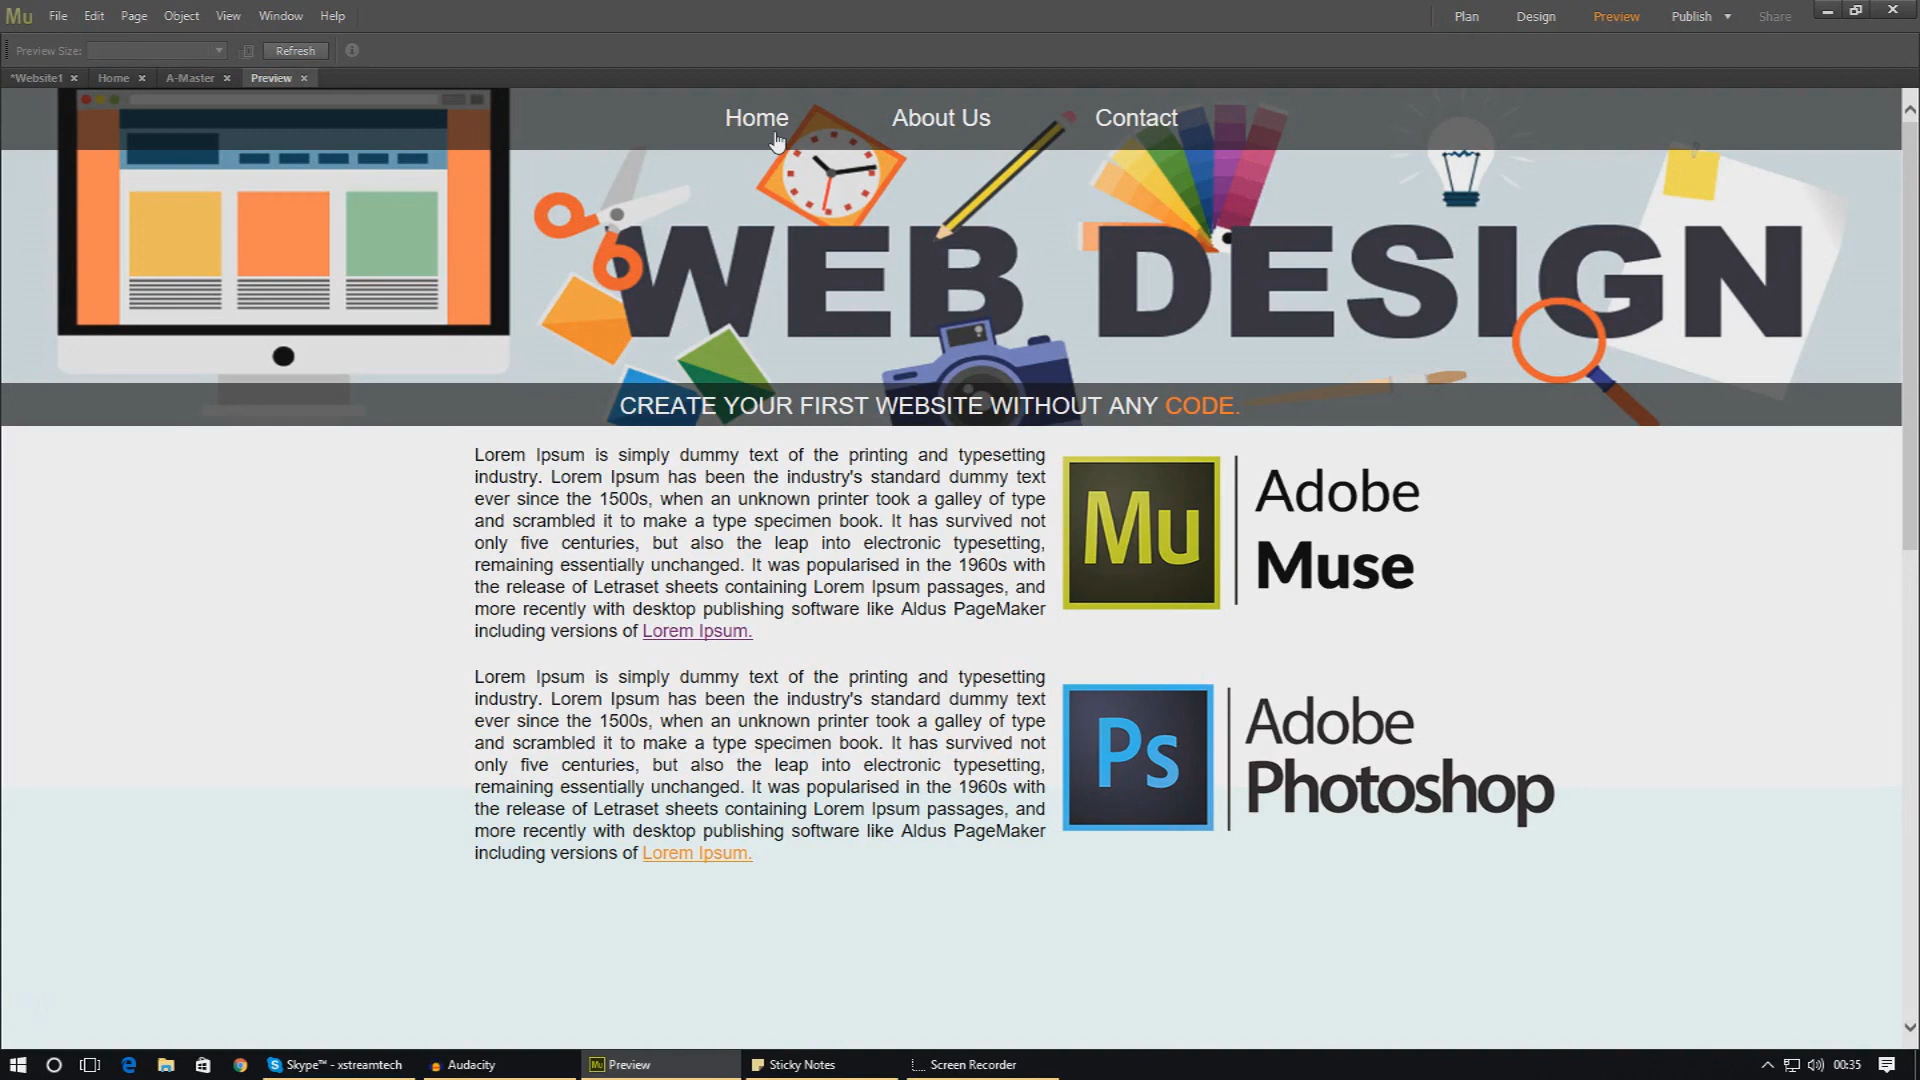 Mu File Edit Page Object View Window Help Plan Design Preview Publish Share
Preview Size: Refresh
*Website1 Home A-Master Preview
Home About Us Contact
WEB DESIGN
CREATE YOUR FIRST WEBSITE WITHOUT ANY CODE.
Lorem Ipsum is simply dummy text of the printing and typesetting
industry. Lorem Ipsum has been the industry's standard dummy text
ever since the 1500s, when an unknown printer took a galley of type
and scrambled it to make a type specimen book. It has survived not
only five centuries, but also the leap into electronic typesetting,
remaining essentially unchanged. It was popularised in the 1960s with
the release of Letraset sheets containing Lorem Ipsum passages, and
more recently with desktop publishing software like Aldus PageMaker
including versions of Lorem Ipsum.
Mu
Adobe
Muse
Lorem Ipsum is simply dummy text of the printing and typesetting
industry. Lorem Ipsum has been the industry's standard dummy text
ever since the 1500s, when an unknown printer took a galley of type
and scrambled it to make a type specimen book. It has survived not
only five centuries, but also the leap into electronic typesetting,
remaining essentially unchanged. It was popularised in the 1960s with
the release of Letraset sheets containing Lorem Ipsum passages, and
more recently with desktop publishing software like Aldus PageMaker
including versions of Lorem Ipsum.
Ps
Adobe
Photoshop
Skype™ - xstreamtech Audacity Mu Preview Sticky Notes Screen Recorder 00:35